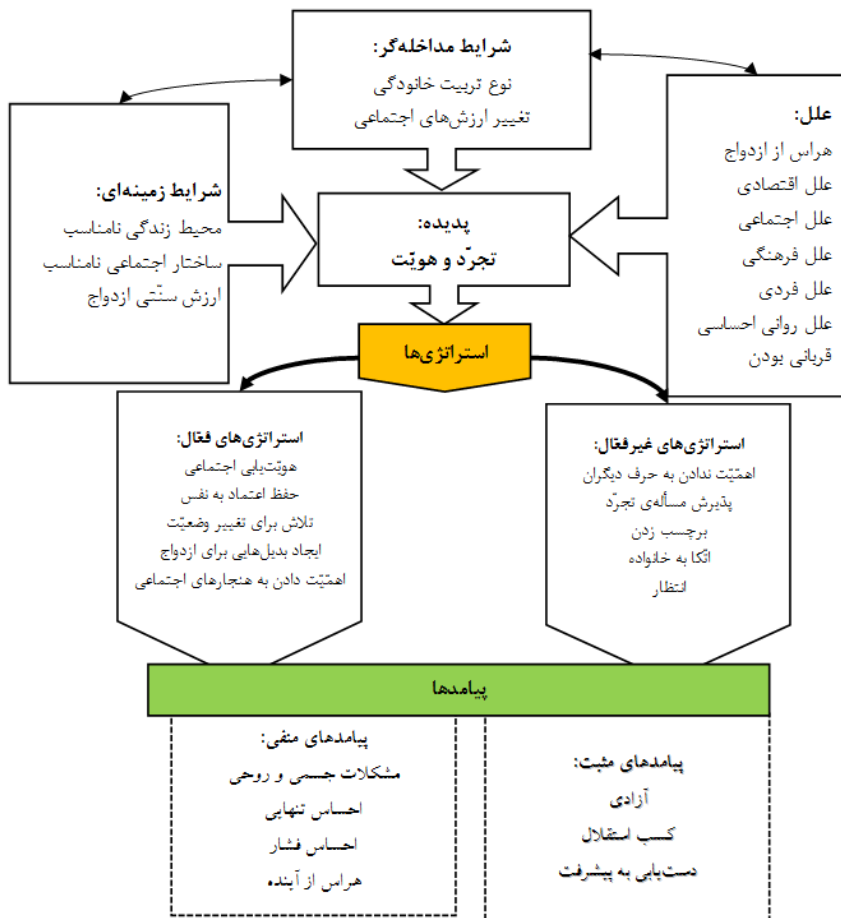 شرایط مداخله‌گر:
نوع تربیت خانودگی
تغییر ارزش‌های اجتماعی
علل:
هراس از ازدواج
علل اقتصادی
علل اجتماعی
علل فرهنگی
علل فردی
علل روانی احساسی
قربانی بودن
شرایط زمینه‌ای:
محیط زندگی نامناسب
ساختار اجتماعی نامناسب
ارزش سنّتی ازدواج
پدیده:
تجرّد و هویّت
استراتژی‌ها
استراتژی‌های غیرفعّال:
اهمّیّت ندادن به حرف دیگران
پذیرش مسأله‌ی تجرّد
برچسب زدن
اتّکا به خانواده
انتظار
استراتژی‌های فعّال:
هویّت‌یابی اجتماعی
حفظ اعتماد به نفس
تلاش برای تغییر وضعیّت
ایجاد بدیل‌هایی برای ازدواج
اهمّیّت دادن به هنجارهای اجتماعی
پیامدها
پیامدهای مثبت:
آزادی
کسب استقلال
دست‌یابی به پیشرفت
پیامدهای منفی:
مشکلات جسمی و روحی
احساس تنهایی
احساس فشار
هراس از آینده